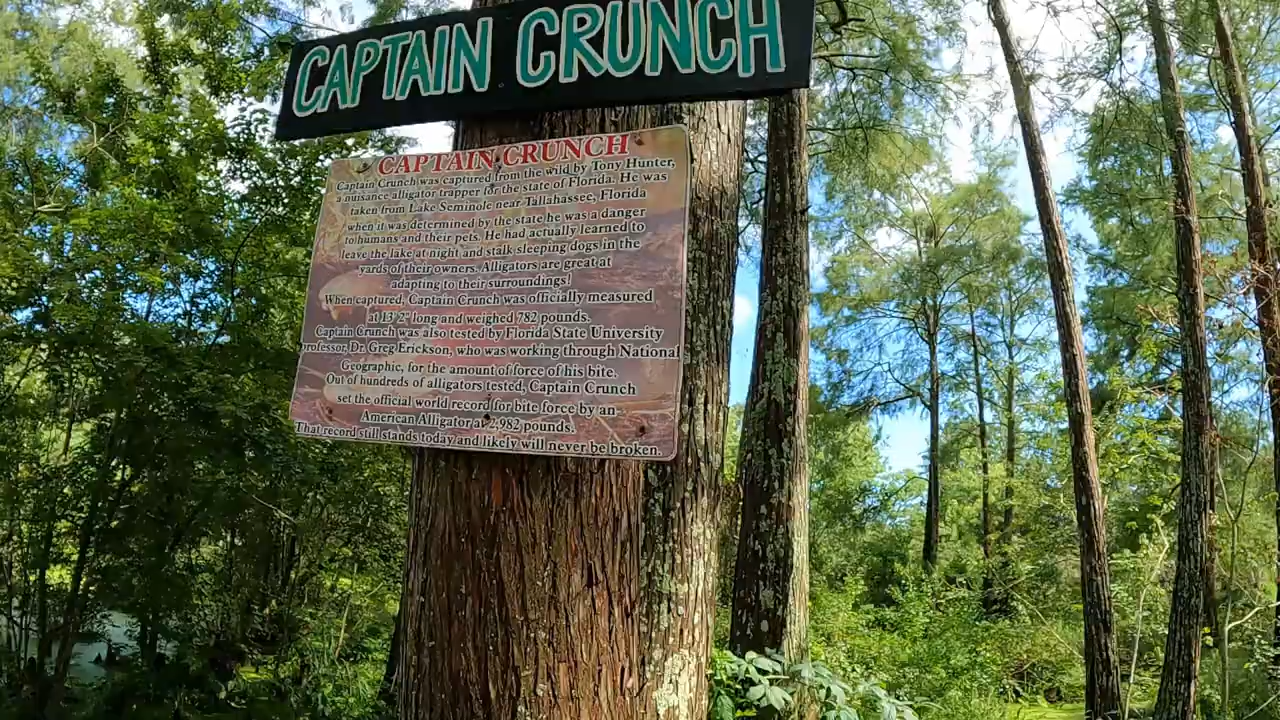 CAPTAIN CRUNCH
CAPTAIN CRUNCH
Captain Crunch was captured from the wild by Tony Hunter,
a nuisance alligator trapper for the state of Florida. He was
taken from Lake Seminole near Tallahassee, Florida
when it was determined by the state he was a danger
to humans and their pets. He had actually learned to
leave the lake at night and stalk sleeping dogs in the
yards of their owners. Alligators are great at
adapting to their surroundings!
When captured, Captain Crunch was officially measured
at 13'2" long and weighed 782 pounds.
Captain Crunch was also tested by Florida State University
professor, Dr. Greg Erickson, who was working through National
Geographic, for the amount of force of his bite.
Out of hundreds of alligators tested, Captain Crunch
set the official world record for bite force by an
American Alligator at 2,982 pounds.
That record still stands today and likely will never be broken.